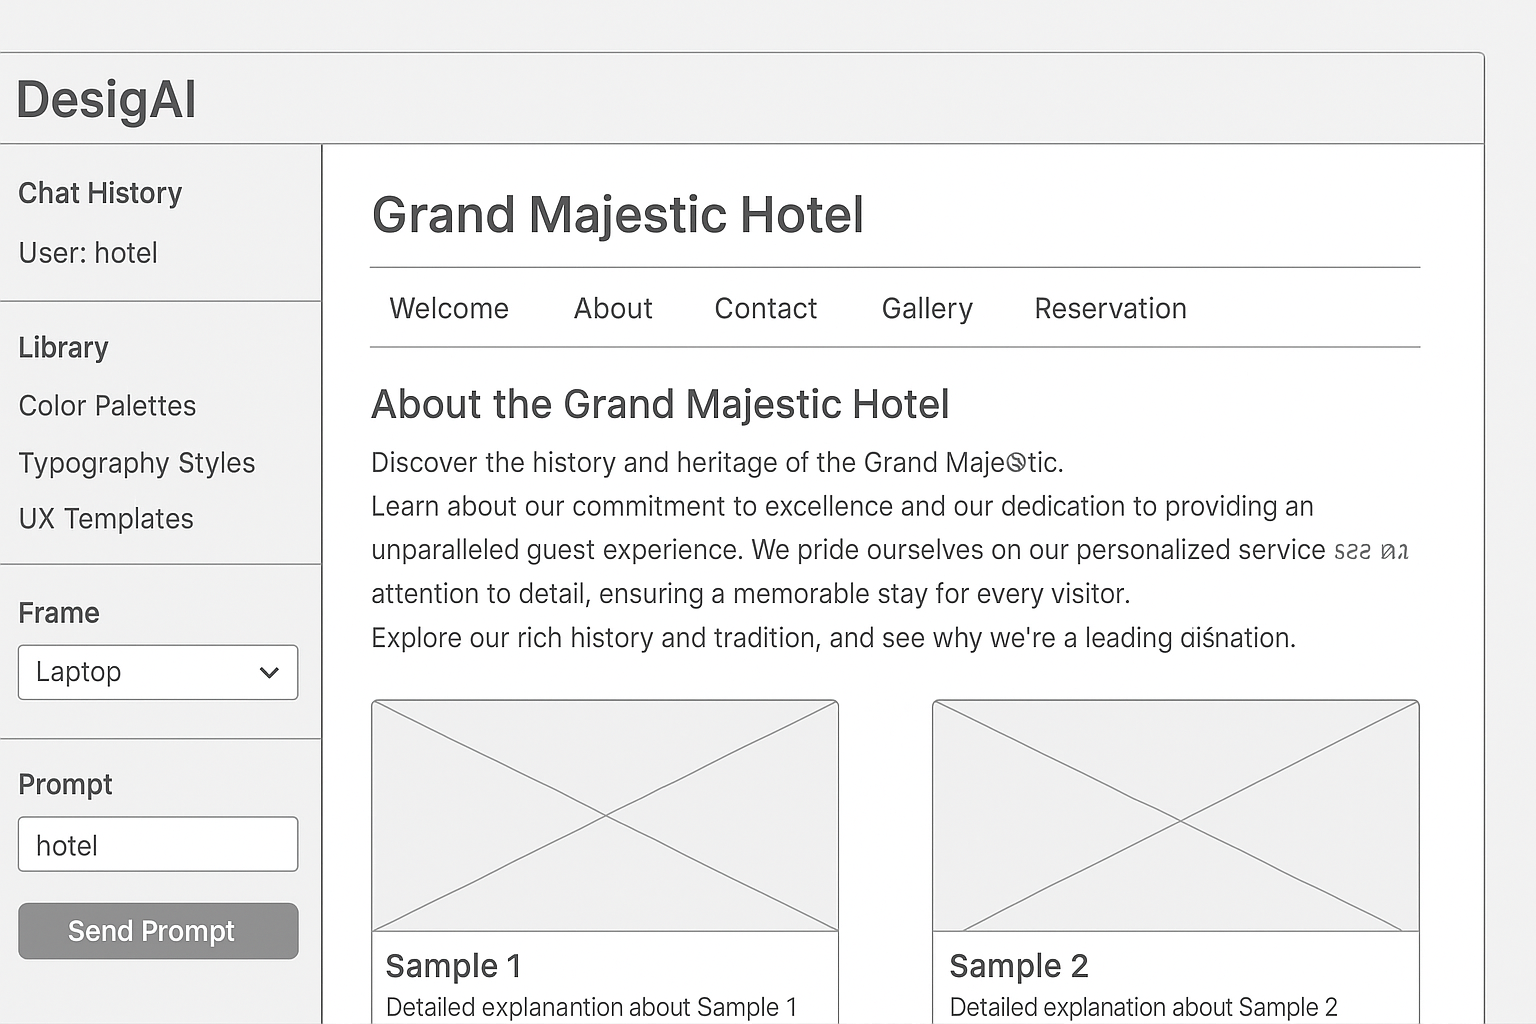 DesigAI
Chat History
User: hotel
Library
Color Palettes
Typography Styles
UX Templates
Frame
Laptop
Prompt
hotel
Send Prompt
Grand Majestic Hotel
Welcome About Contact Gallery Reservation
About the Grand Majestic Hotel
Discover the history and heritage of the Grand
Learn about our commitment to excellence and our dedication to providing an
unparalleled guest experience. We pride ourselves on our personalized service
attention to detail, ensuring a memorable stay for every visitor.
Explore our rich history and tradition, and see why we're a leading
Sample 1
Detailed explanantion about Sample 1
Sample 2
Detailed explanation about Sample 2